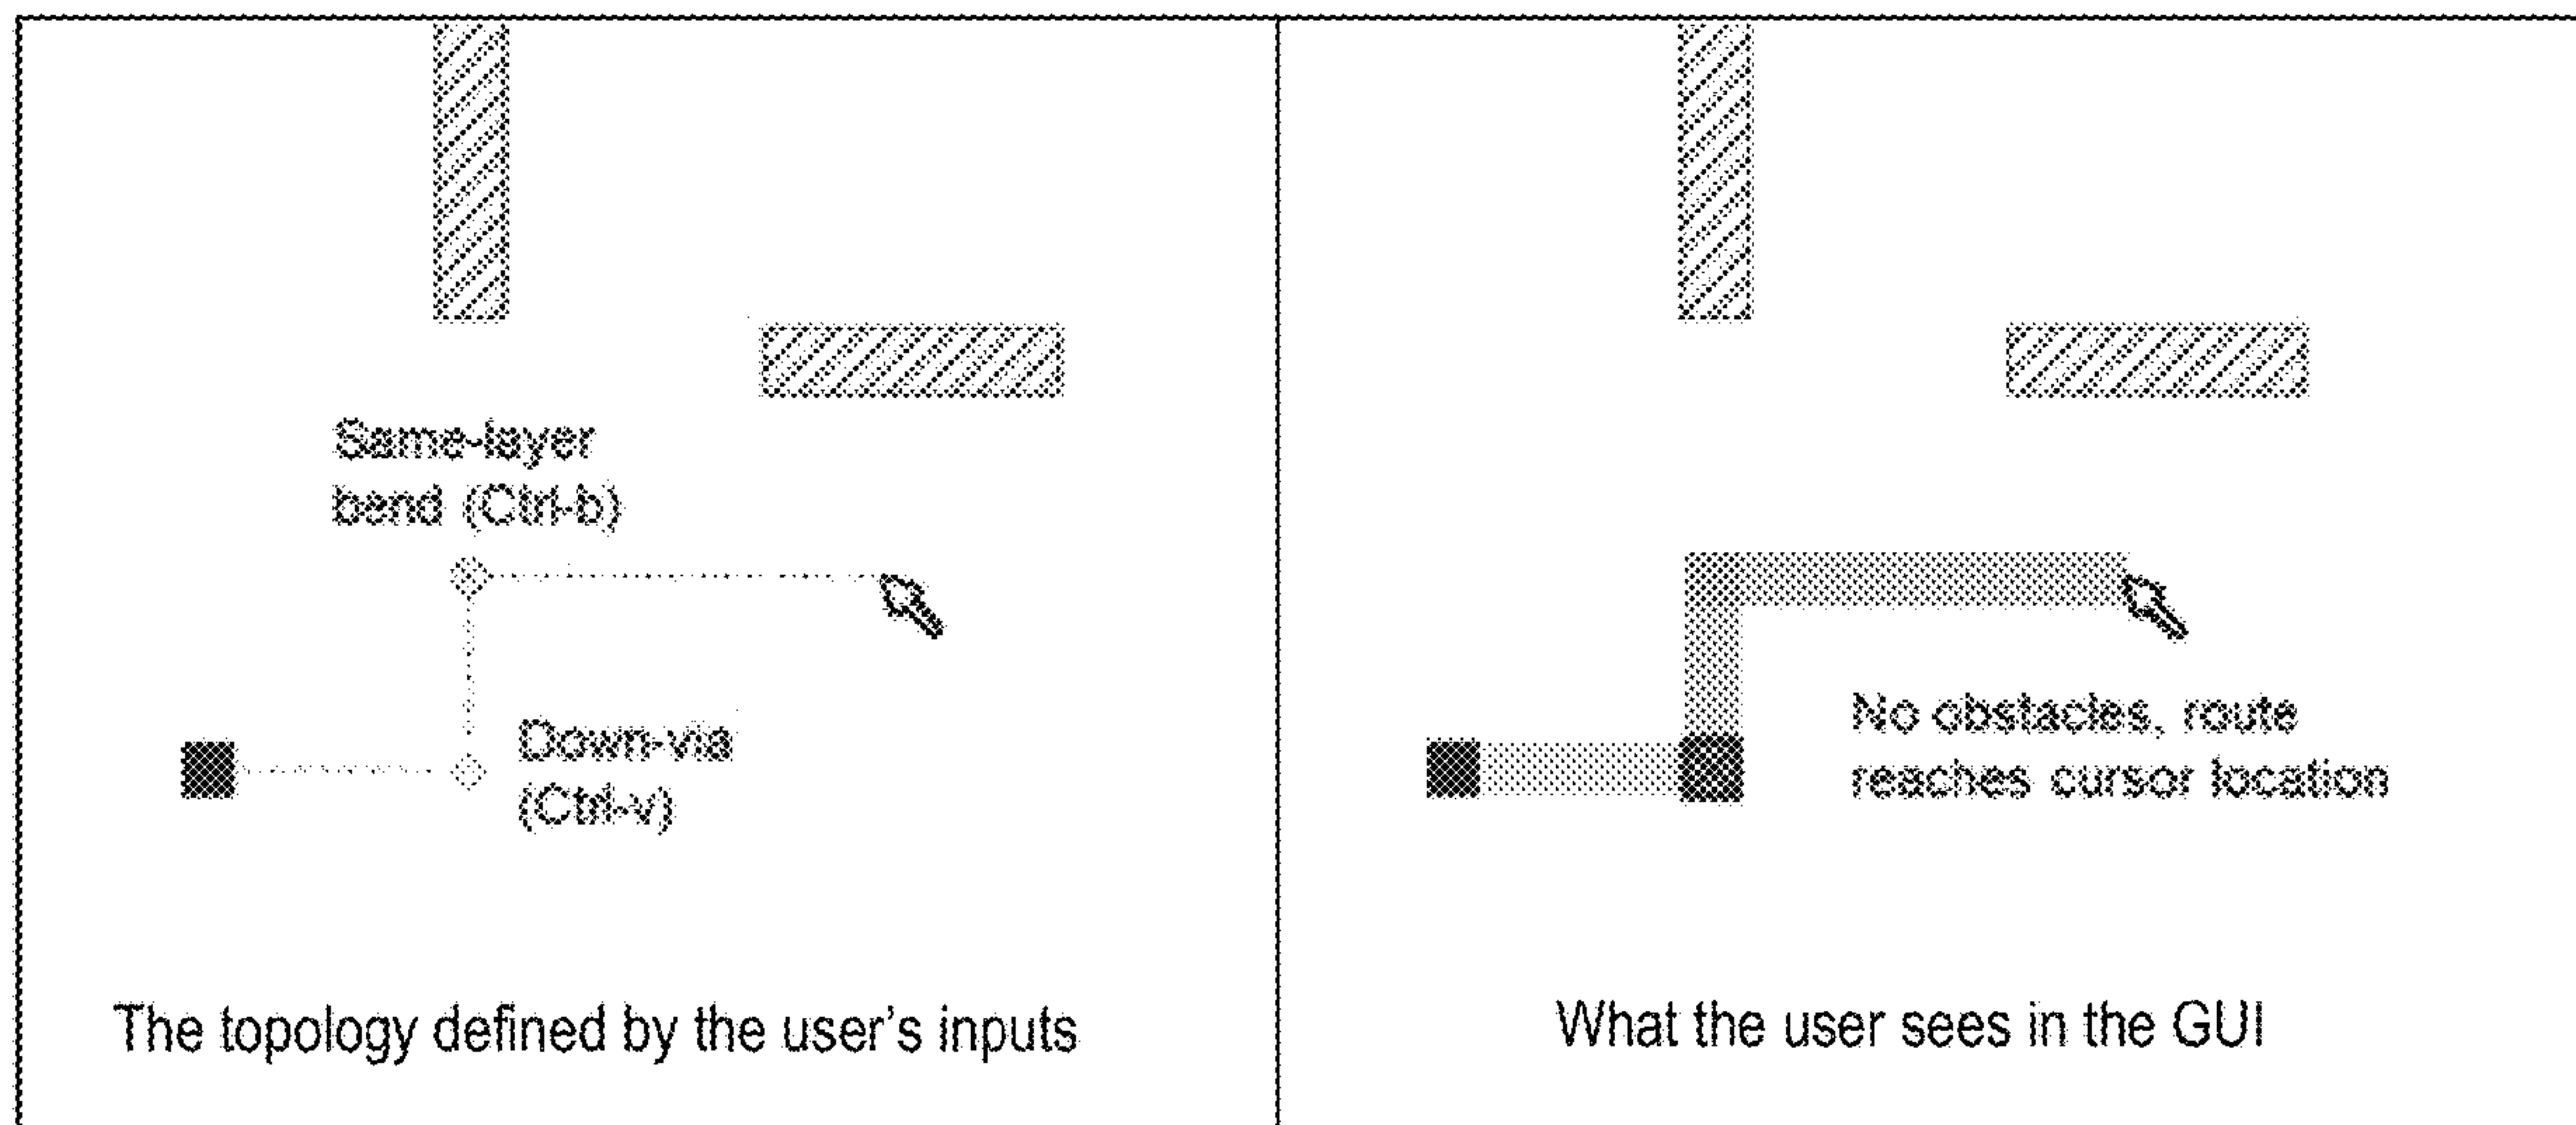 Same-layer
bend (Ctrl-b)
Down-via
(Ctrl-v)
The topology defined by the user's inputs
No obstacles, route
reaches cursor location
What the user sees in the GUI